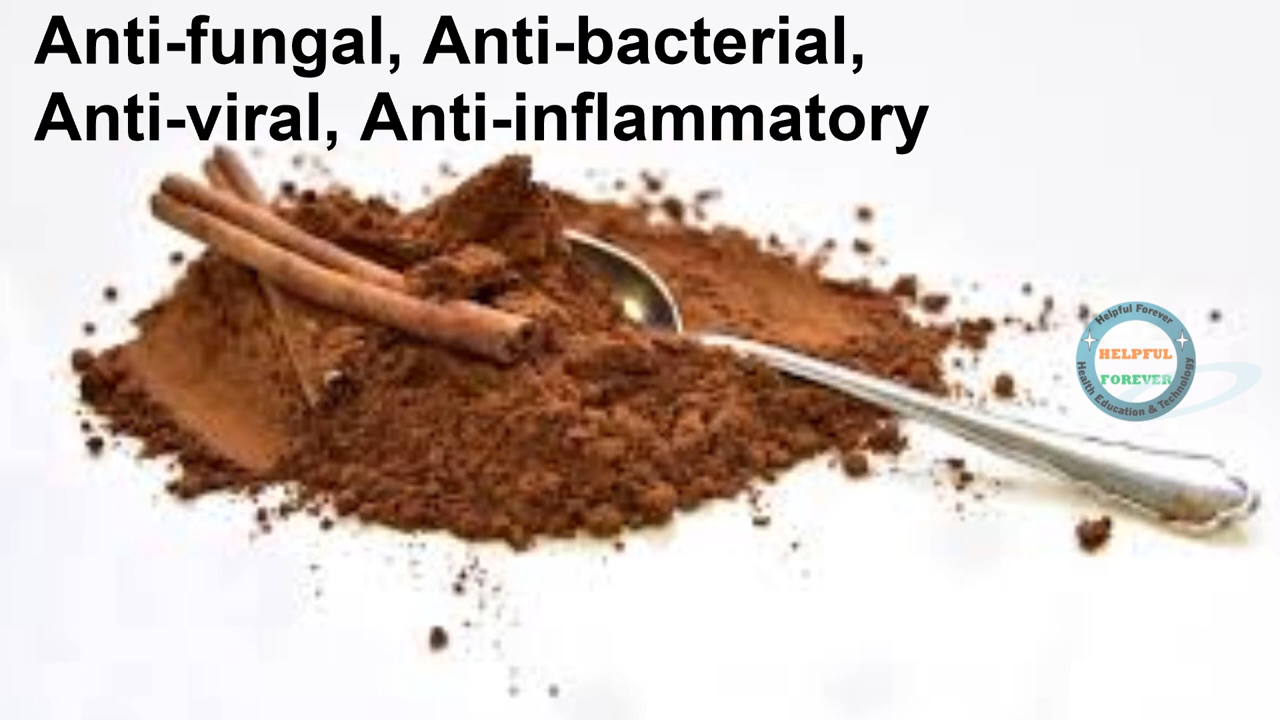 Anti-fungal, Anti-bacterial,
Anti-viral, Anti-inflammatory
Helpful Forever
HELPFUL
FOREVER
Health Education & Technology